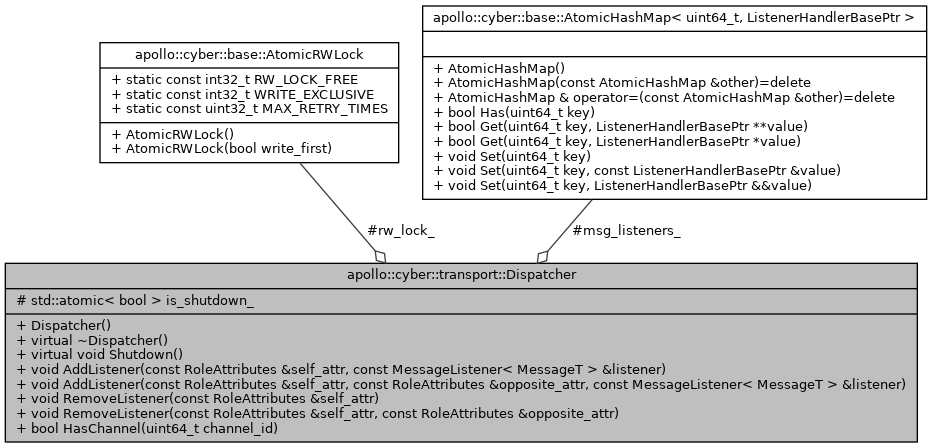 apollo::cyber::base::AtomicHashMap< uint64_t, ListenerHandlerBasePtr >
+ AtomicHashMap()
+ AtomicHashMap(const AtomicHashMap &other)=delete
+ AtomicHashMap & operator=(const AtomicHashMap &other)=delete
+ bool Has(uint64_t key)
+ bool Get(uint64_t key, ListenerHandlerBasePtr **value)
+ bool Get(uint64_t key, ListenerHandlerBasePtr *value)
+ void Set(uint64_t key)
+ void Set(uint64_t key, const ListenerHandlerBasePtr &value)
+ void Set(uint64_t key, ListenerHandlerBasePtr &&value)
apollo::cyber::base::AtomicRWLock
+ static const int32_t RW_LOCK_FREE
+ static const int32_t WRITE_EXCLUSIVE
+ static const uint32_t MAX_RETRY_TIMES
+ AtomicRWLock()
+ AtomicRWLock(bool write_first)
#rw_lock_
#msg_listeners_
apollo::cyber::transport::Dispatcher
# std::atomic< bool > is_shutdown_
+ Dispatcher()
+ virtual ~Dispatcher()
+ virtual void Shutdown()
+ void AddListener(const RoleAttributes &self_attr, const MessageListener< MessageT > &listener)
+ void AddListener(const RoleAttributes &self_attr, const RoleAttributes &opposite_attr, const MessageListener< MessageT > &listener)
+ void RemoveListener(const RoleAttributes &self_attr)
+ void RemoveListener(const RoleAttributes &self_attr, const RoleAttributes &opposite_attr)
+ bool HasChannel(uint64_t channel_id)